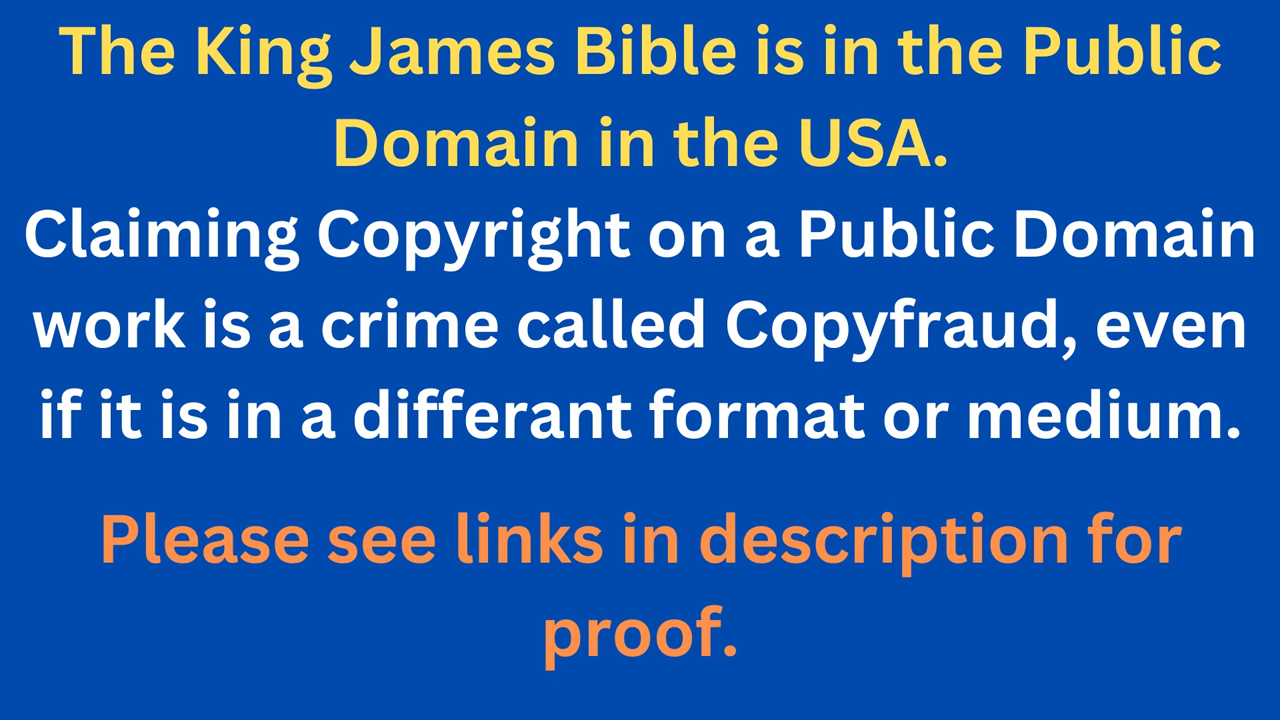 The King James Bible is in the Public
Domain in the USA.
Claiming Copyright on a Public Domain
work is a crime called Copyfraud, even
if it is in a differant format or medium.
Please see links in description for
proof.